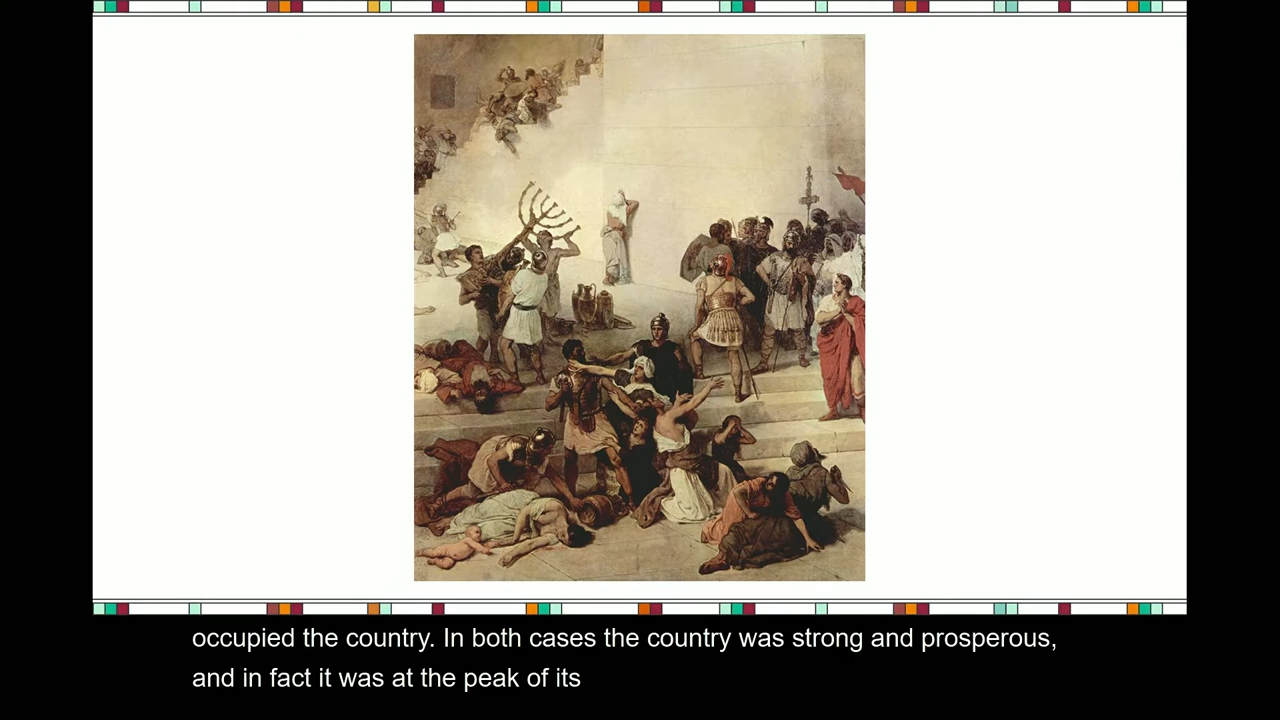 occupied the country. In both cases the country was strong and prosperous,
and in fact it was at the peak of its